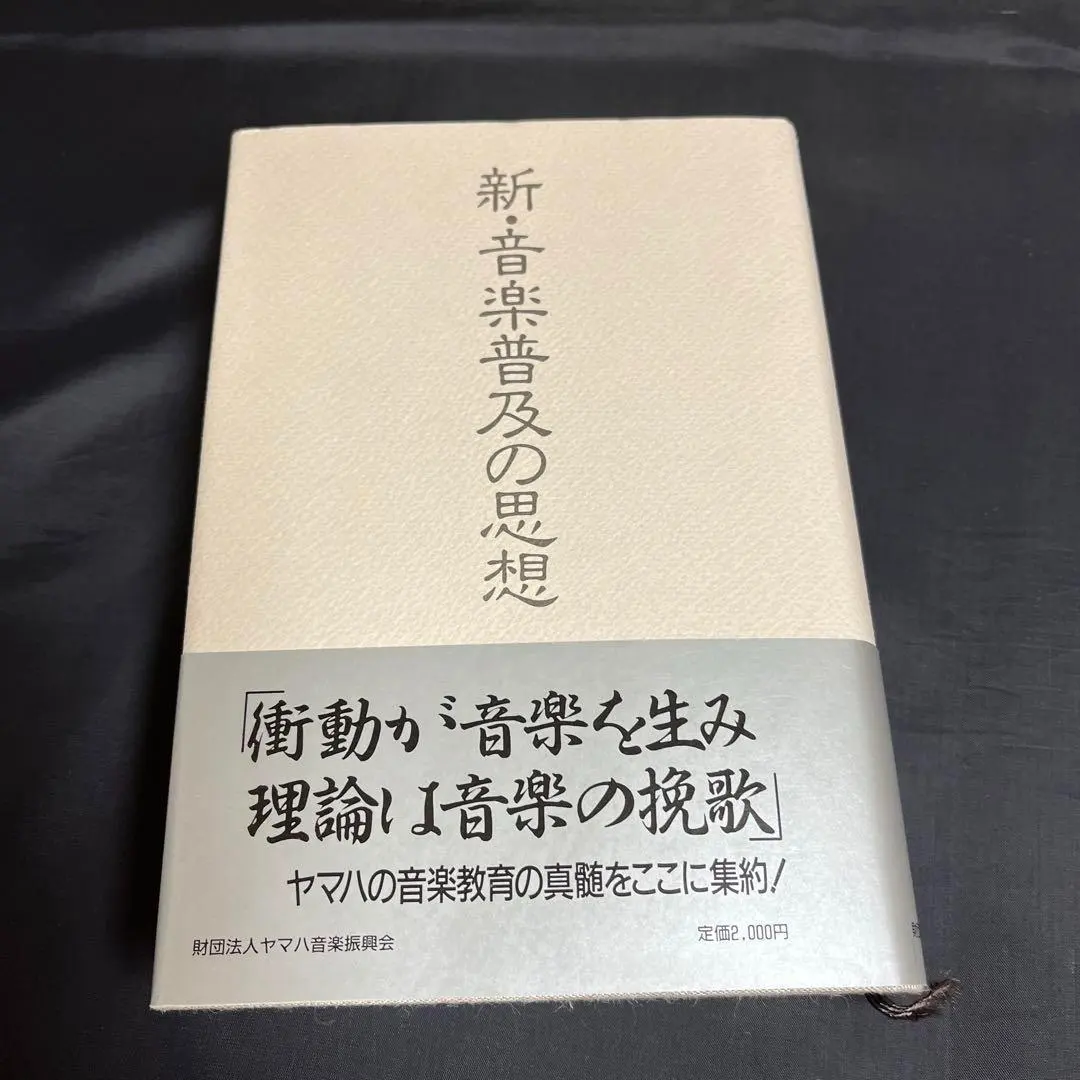 新・音楽普及の思想
「衝動が音楽を生み
理論は音楽の挽歌」
ヤマハの音楽教育の真髄をここに集約!
財団法人ヤマハ音楽振興会
定価2,000円